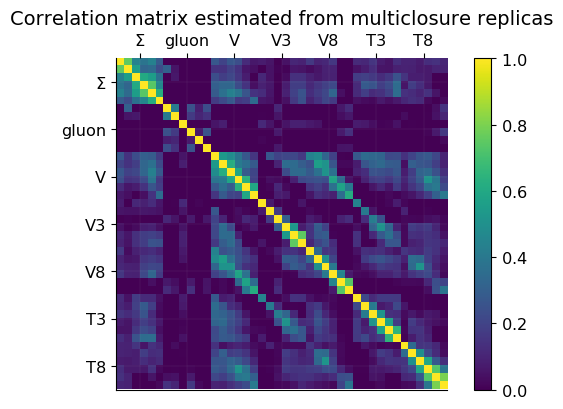 Correlation matrix estimated from multiclosure replicas
Σ gluon V V3 V8 T3 T8
Σ
gluon
V
V3
V8
T3
T8
1.0
0.8
0.6
0.4
0.2
0.0